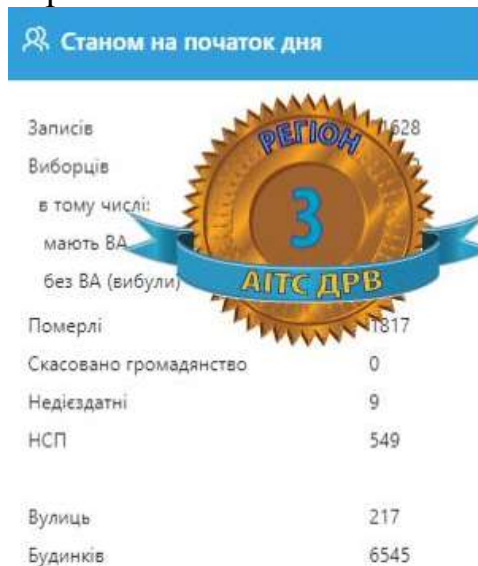 Станом на початок дня
Записів
Виборців
в тому числі:
мають ВА
без ВА (вибули)
РЕГІОН
3
АІТС ДРВ
Померлі
Скасовано громадянство 0
Недієздатні 9
НСП 549
Вулиць 217
Будинків 6545